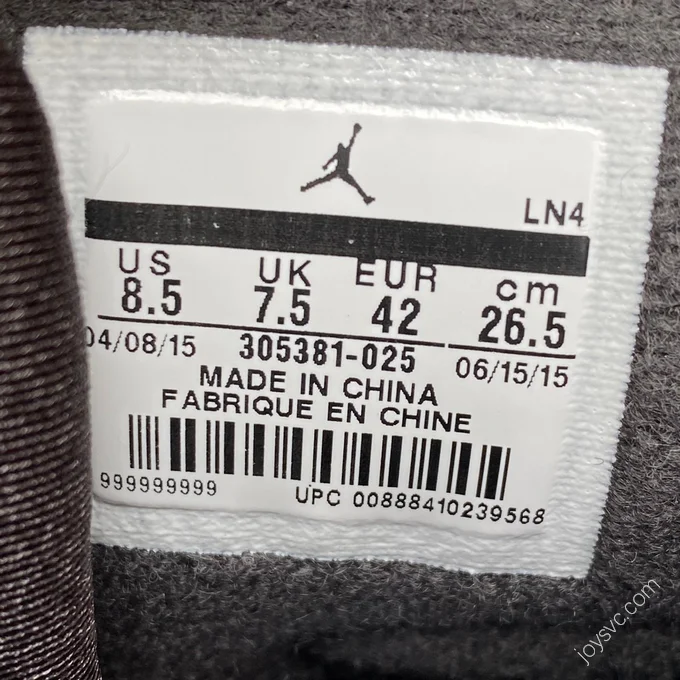 LN4
US UK EUR cm
8.5 7.5 42 26.5
04/08/15 305381-025 06/15/15
MADE IN CHINA
FABRIQUE EN CHINE
999999999 UPC 00888410239568
joysvc.com